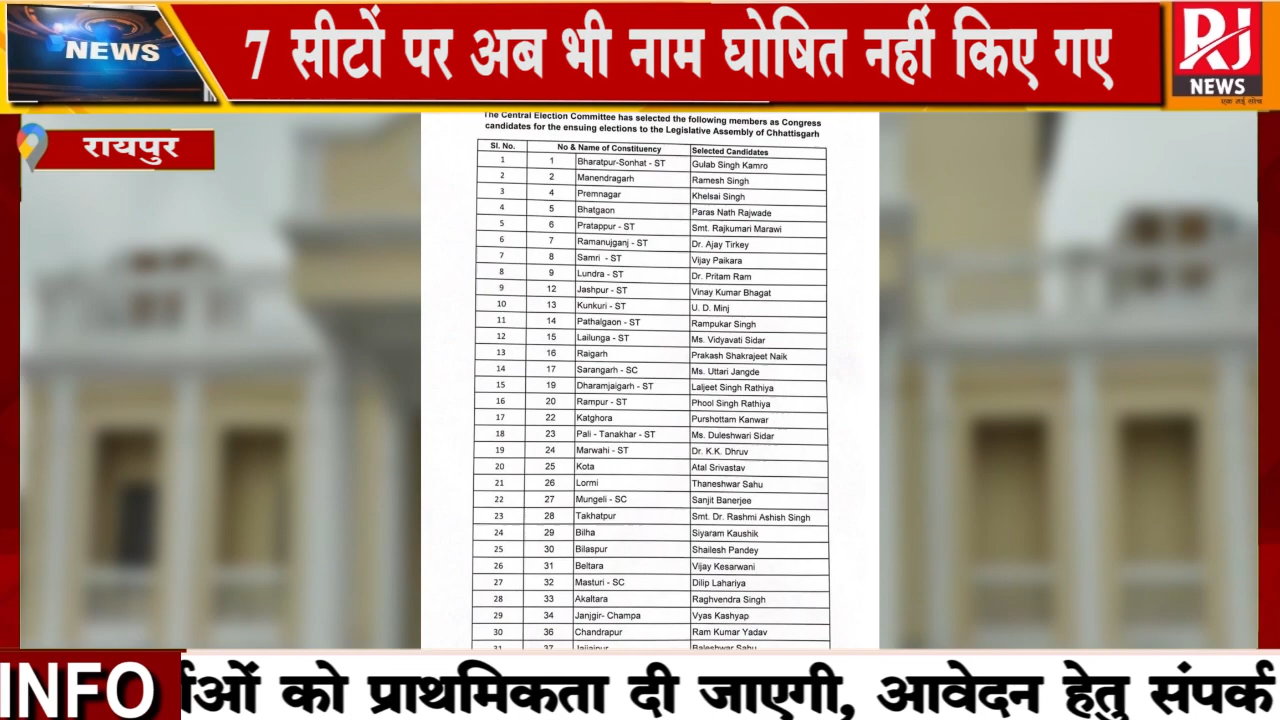 NEWS
7 सीटों पर अब भी नाम घोषित नहीं किए गए
RJ
NEWS
रायपुर
The Central Election Committee has selected the following members as Congress
candidates for the ensuing elections to the Legislative Assembly of Chhattisgarh
Sl. No. No & Name of Constituency Selected Candidates
1 1 Bharatpur-Sonhat - ST Gulab Singh Kamro
2 2 Manendragarh Ramesh Singh
3 4 Premnagar Khelsai Singh
4 5 Bhatgaon Paras Nath Rajwade
5 6 Pratappur - ST Smt. Rajkumari Marawi
6 7 Ramanujganj - ST Dr. Ajay Tirkey
7 8 Samri - ST Vijay Paikara
8 9 Lundra - ST Dr. Pritam Ram
9 12 Jashpur - ST Vinay Kumar Bhagat
10 13 Kunkuri - ST U. D. Minj
11 14 Pathalgaon - ST Rampukar Singh
12 15 Lailunga - ST Ms. Vidyavati Sidar
13 16 Raigarh Prakash Shakrajeet Naik
14 17 Sarangarh - SC Ms. Uttari Jangde
15 19 Dharamjaigarh - ST Laljeet Singh Rathiya
16 20 Rampur - ST Phool Singh Rathiya
17 22 Katghora Purshottam Kanwar
18 23 Pali - Tanakhar - ST Ms. Duleshwari Sidar
19 24 Marwahi - ST Dr. K.K. Dhruv
20 25 Kota Atal Srivastav
21 26 Lormi Thaneshwar Sahu
22 27 Mungeli - SC Sanjit Banerjee
23 28 Takhatpur Smt. Dr. Rashmi Ashish Singh
24 29 Bilha Siyaram Kaushik
25 30 Bilaspur Shailesh Pandey
26 31 Beltara Vijay Kesarwani
27 32 Masturi - SC Dilip Lahariya
28 33 Akaltara Raghvendra Singh
29 34 Janjgir- Champa Vyas Kashyap
30 36 Chandrapur Ram Kumar Yadav
31 37 Jaijaipur Baleshwar Sahu
INFO को प्राथमिकता दी जाएगी, आवेदन हेतु संपर्क